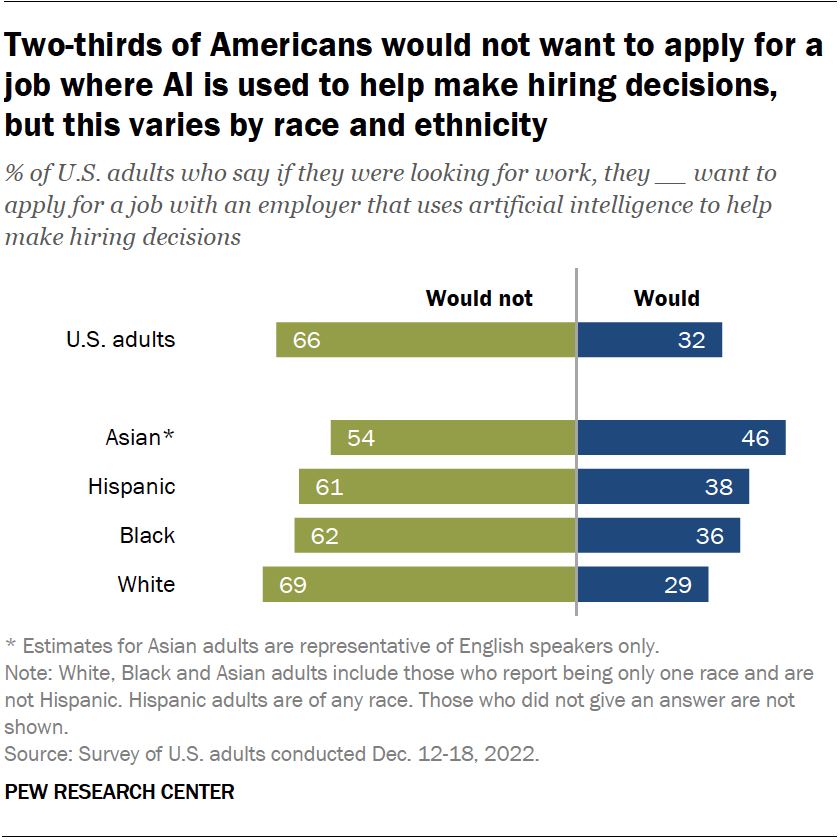 Two-thirds of Americans would not want to apply for a
job where AI is used to help make hiring decisions,
but this varies by race and ethnicity
% of U.S. adults who say if they were looking for work, they __ want to
apply for a job with an employer that uses artificial intelligence to help
make hiring decisions
Would not Would
U.S. adults 66 32
Asian* 54 46
Hispanic 61 38
Black 62 36
White 69 29
* Estimates for Asian adults are representative of English speakers only.
Note: White, Black and Asian adults include those who report being only one race and are
not Hispanic. Hispanic adults are of any race. Those who did not give an answer are not
shown.
Source: Survey of U.S. adults conducted Dec. 12-18, 2022.
PEW RESEARCH CENTER